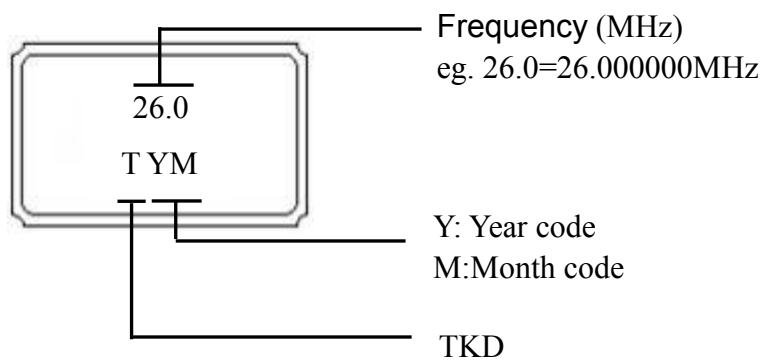 Frequency (MHz)
eg. 26.0=26.000000MHz
26.0
T YM
Y: Year code
M:Month code
TKD